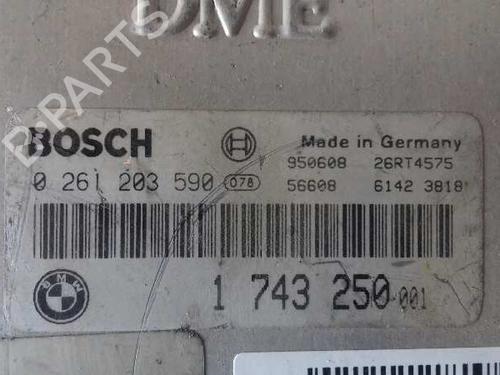 DME
B-PARTS
BOSCH
Made in Germany
950608 26RT4575
0 261 203 590 078
56608 6142 3818
BMW
1 743 250 001